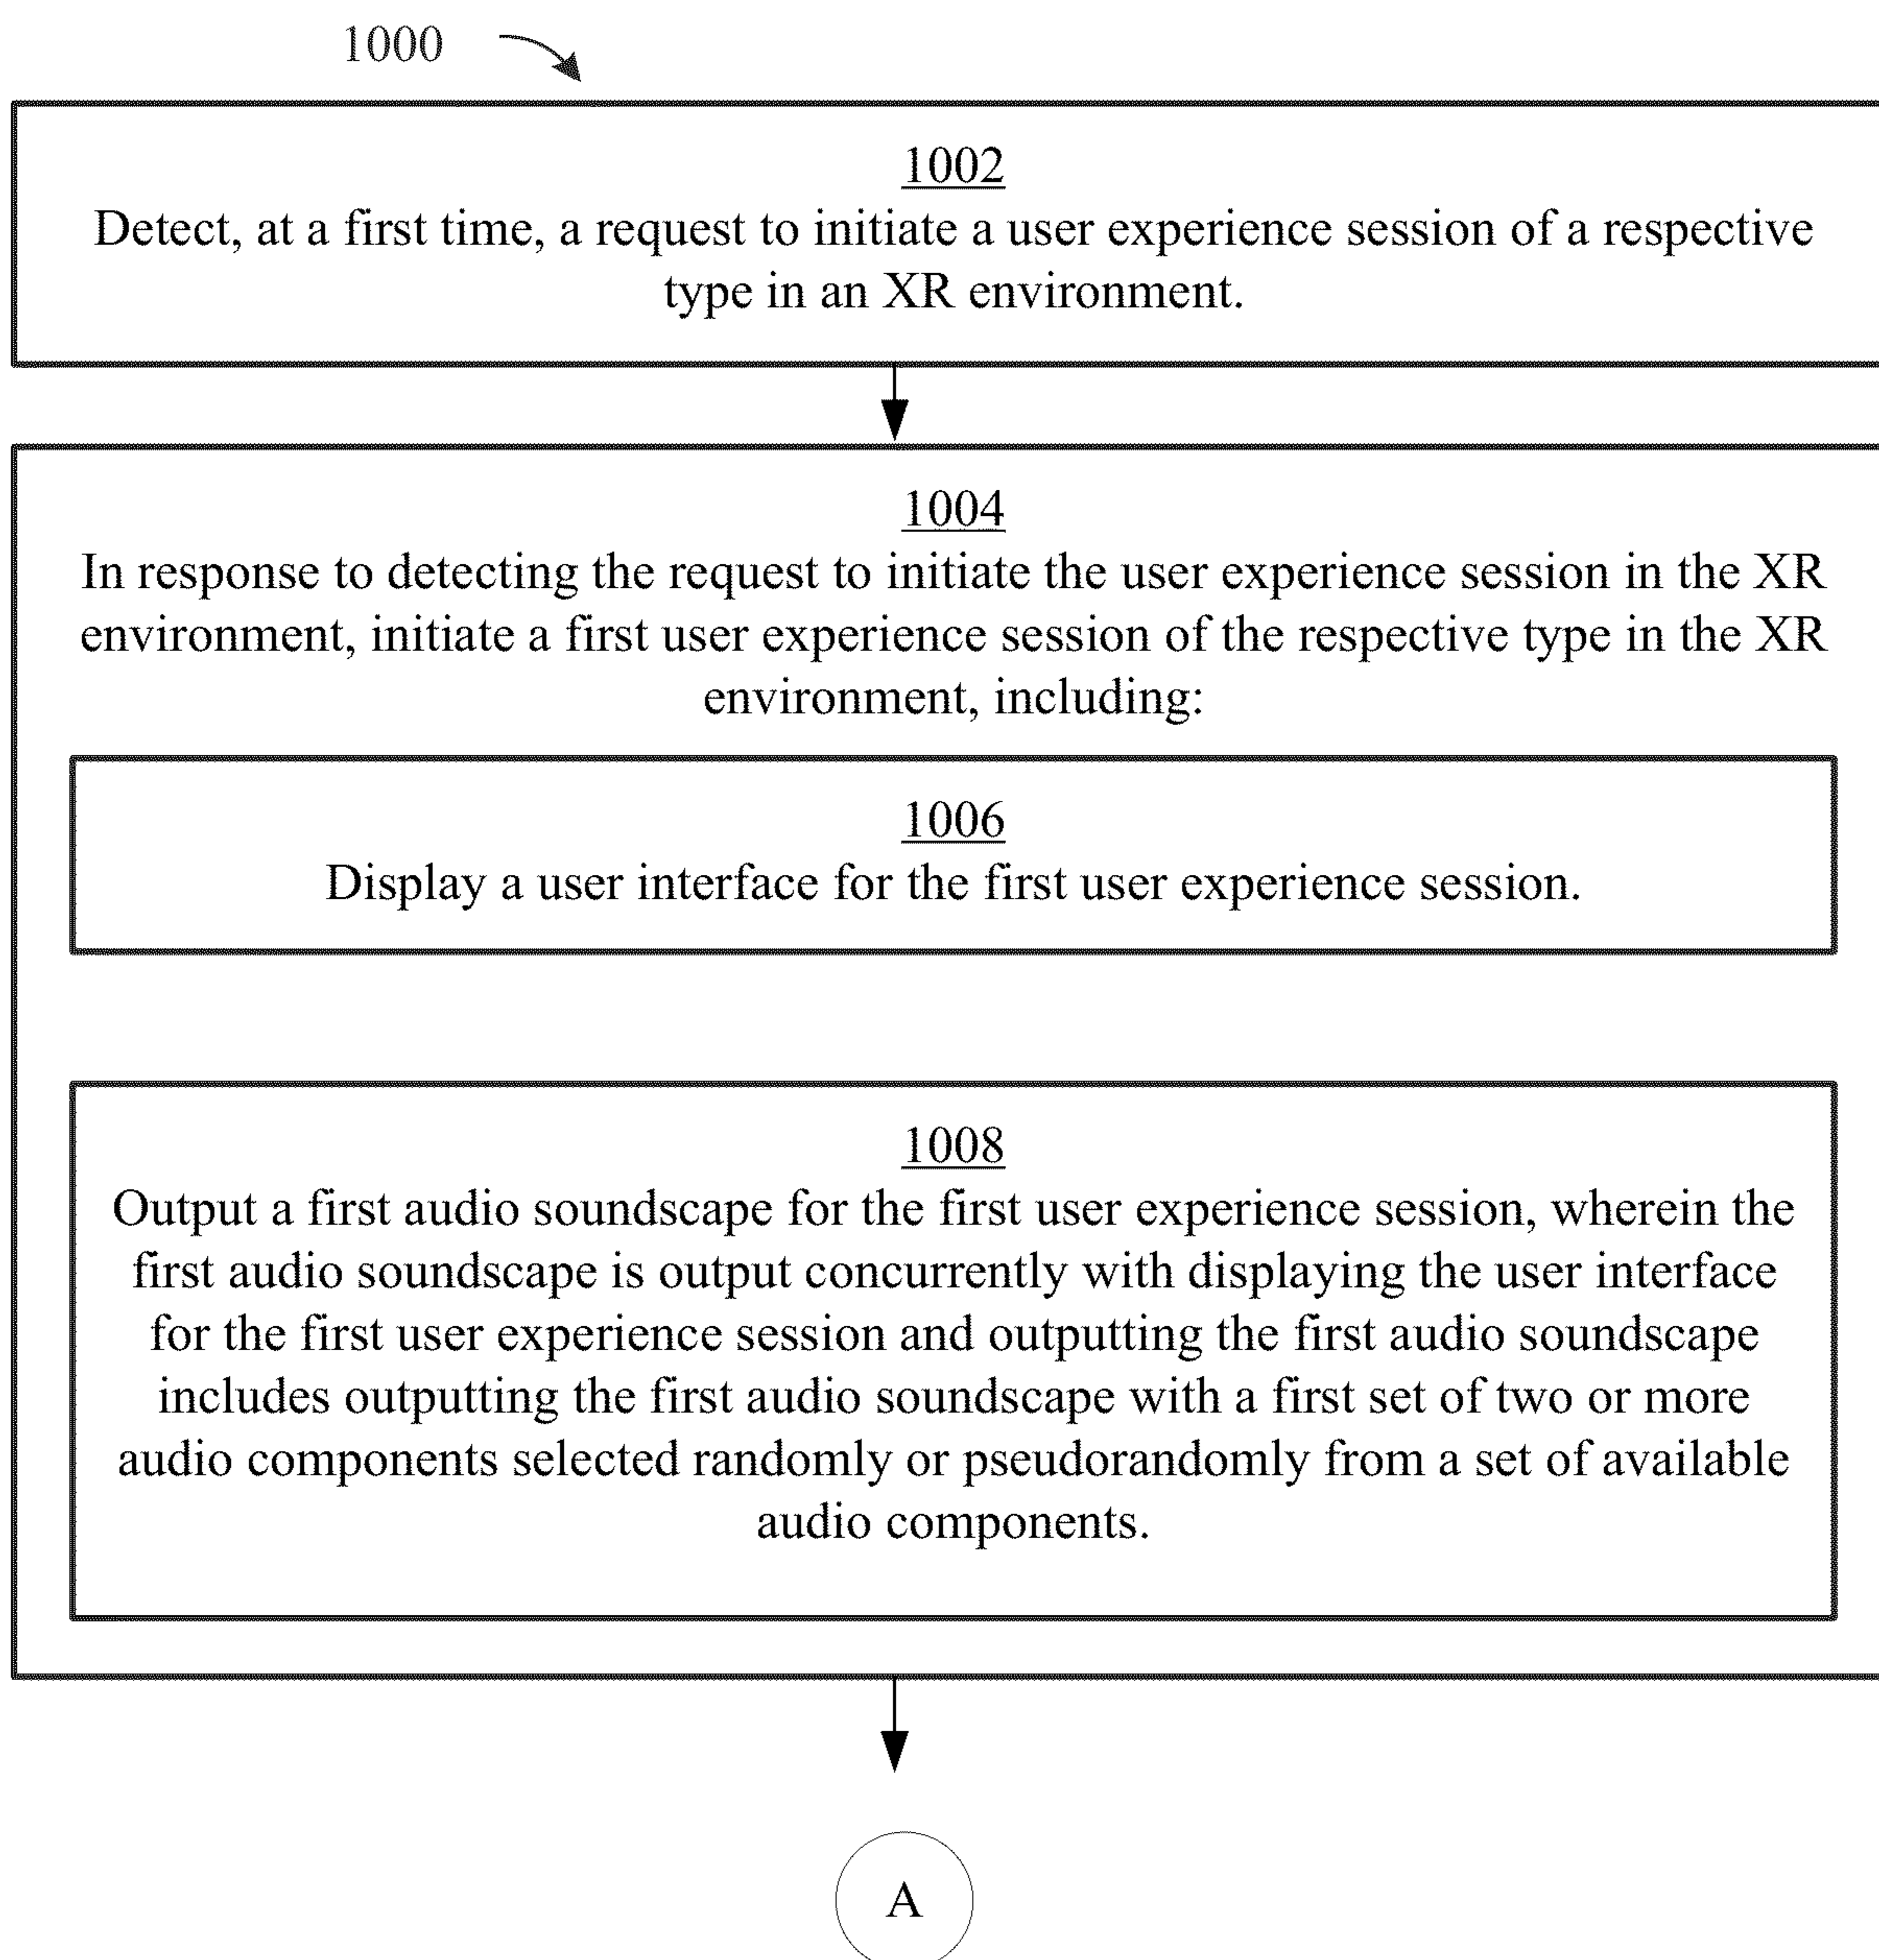 1000
1002
Detect, at a first time, a request to initiate a user experience session of a respective
type in an XR environment.
1004
In response to detecting the request to initiate the user experience session in the XR
environment, initiate a first user experience session of the respective type in the XR
environment, including:
1006
Display a user interface for the first user experience session.
1008
Output a first audio soundscape for the first user experience session, wherein the
first audio soundscape is output concurrently with displaying the user interface
for the first user experience session and outputting the first audio soundscape
includes outputting the first audio soundscape with a first set of two or more
audio components selected randomly or pseudorandomly from a set of available
audio components.
A